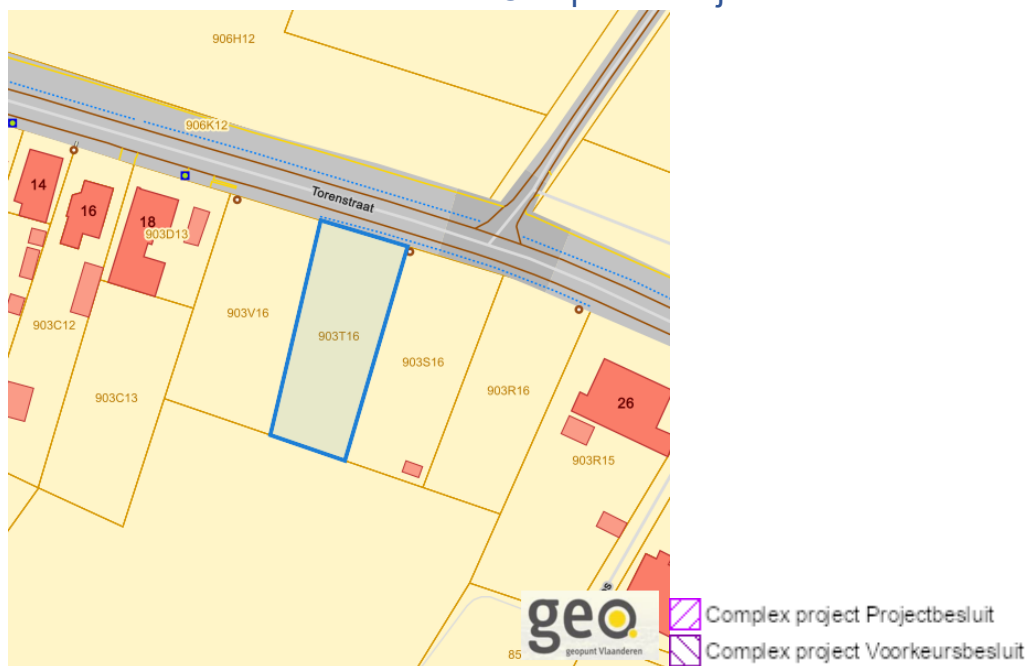 906H12
906K12
Torenstraat
14
16
18
903D13
903V16
903T16
903C12
903S16
903C13
903R16
26
903R15
85
geo
geopunt Vlaanderen
Complex project Projectbesluit
Complex project Voorkeursbesluit